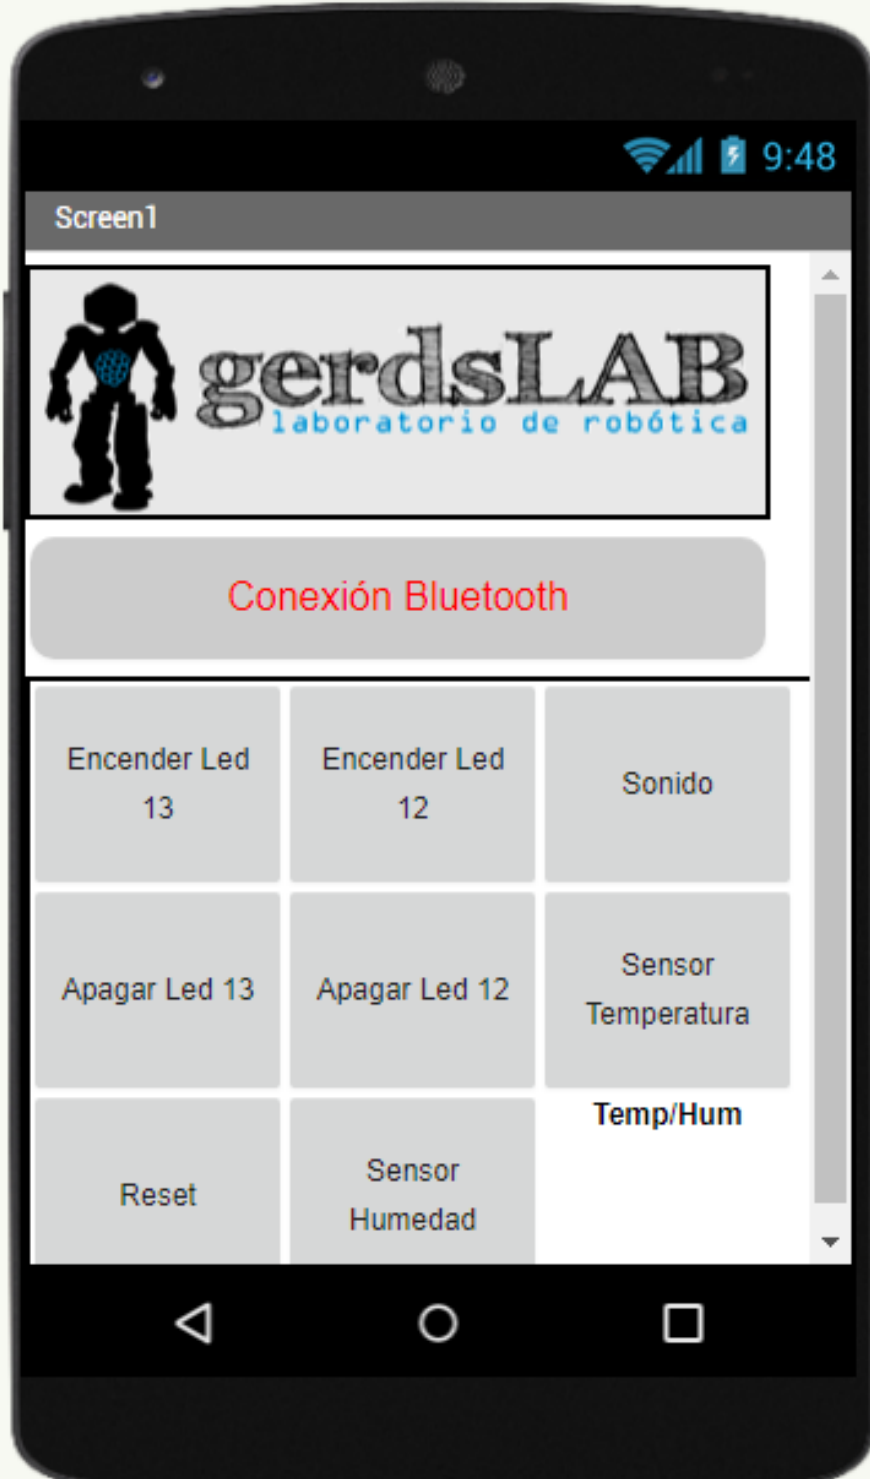 9:48
Screen1
gerdsLAB
laboratorio de robótica
Conexión Bluetooth
Encender Led
13
Encender Led
12
Sonido
Apagar Led 13
Apagar Led 12
Sensor
Temperatura
Reset
Sensor
Humedad
Temp/Hum